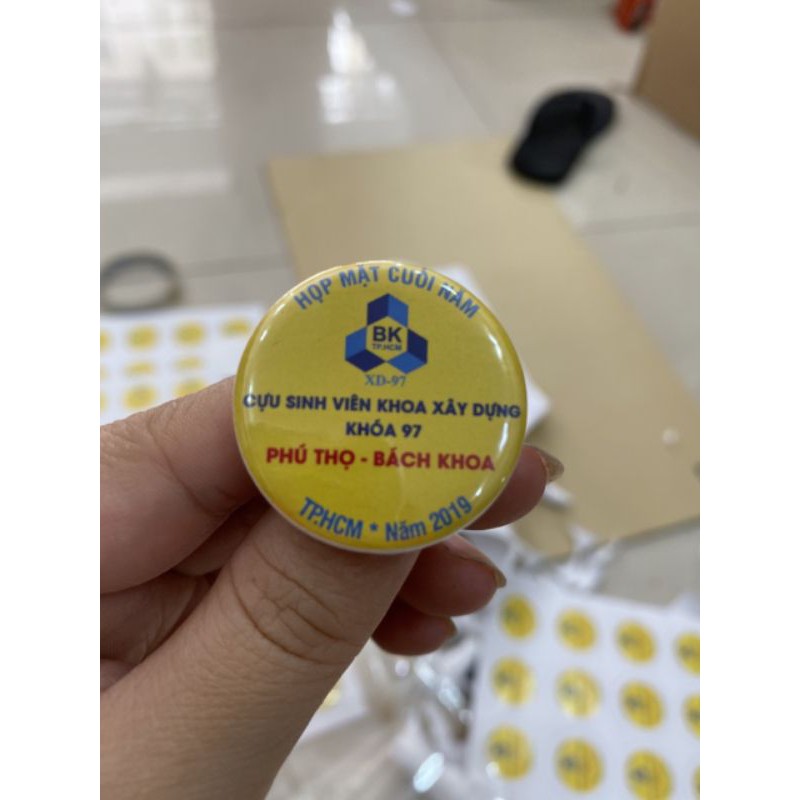 HỌP MẶT CUỐI NĂM
BK
TP.HCM
XD-97
CỰU SINH VIÊN KHOA XÂY DỰNG
KHÓA 97
PHÚ THỌ - BÁCH KHOA
TP.HCM * Năm 2019